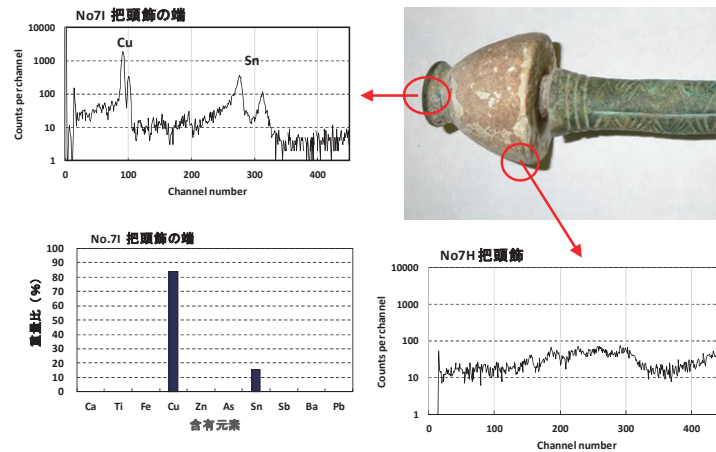 No7I 把頭飾の端
10000
1000
100
10
1
Counts per channel
Cu
Sn
0 100 200 300 400
Channel number
No.7I 把頭飾の端
100
90
80
70
60
50
40
30
20
10
0
重量比（%）
Ca Ti Fe Cu Zn As Sn Sb Ba Pb
含有元素
No7H 把頭飾
10000
1000
100
10
1
Counts per channel
0 100 200 300 400
Channel number